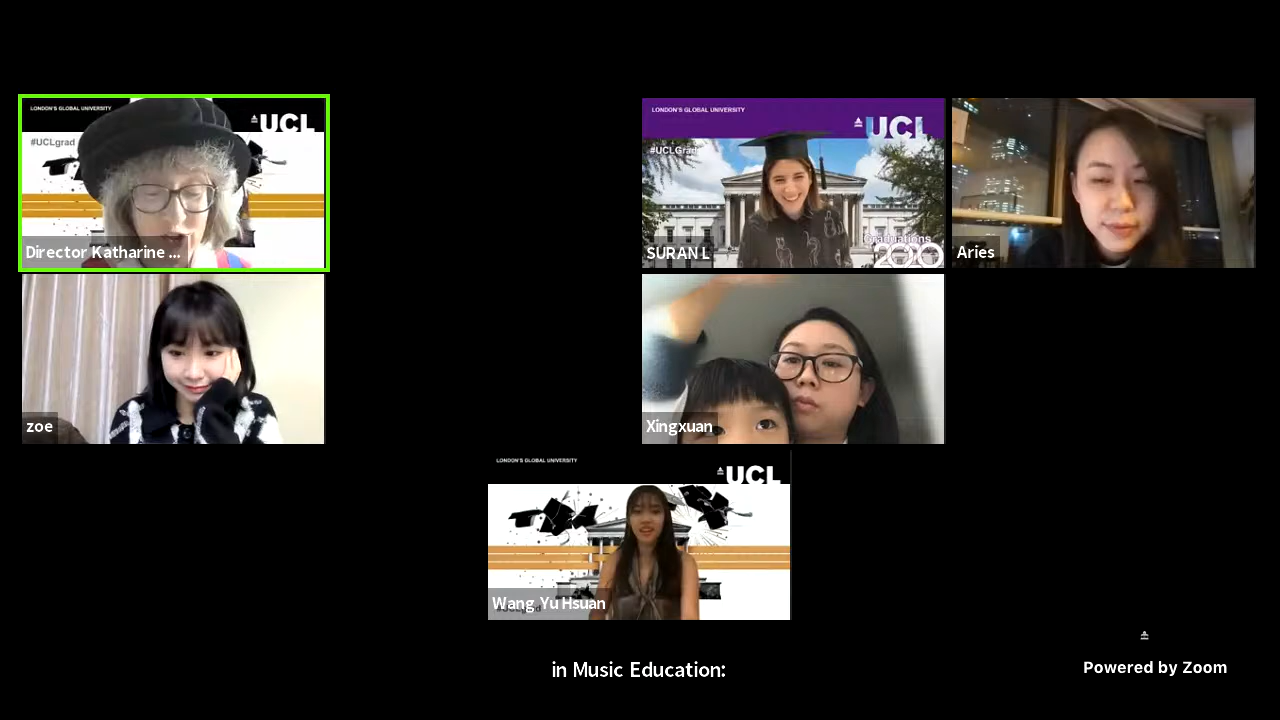 LONDON'S GLOBAL UNIVERSITY
UCL
#UCLgrad
Director Katharine ...
LONDON'S GLOBAL UNIVERSITY
UCL
#UCLGrad
Graduations
SURAN L
Aries
zoe
Xingxuan
LONDON'S GLOBAL UNIVERSITY
UCL
Wang Yu Hsuan
in Music Education:
Powered by Zoom